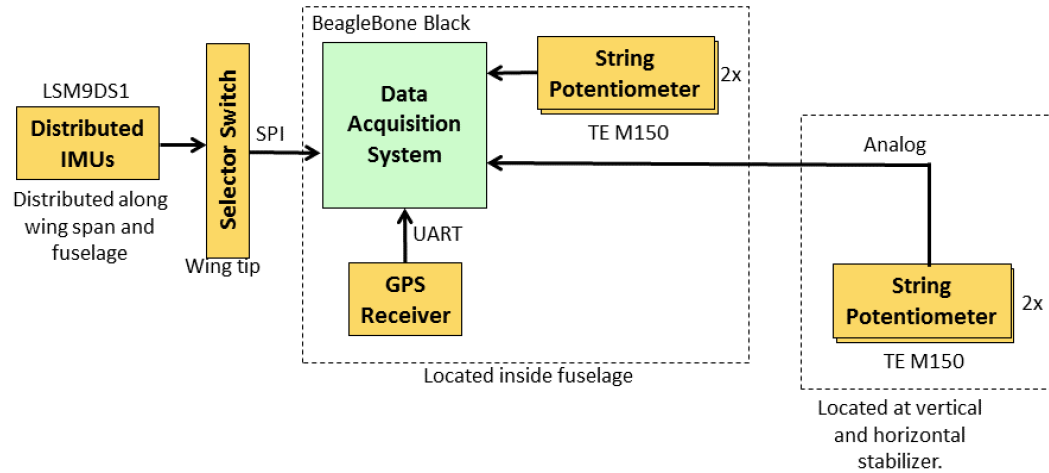 BeagleBone Black
LSM9DS1
Distributed
IMUs
Distributed along
wing span and
fuselage
Selector Switch
Wing tip
SPI
Data
Acquisition
System
String
Potentiometer
2x
TE M150
UART
GPS
Receiver
Located inside fuselage
Analog
String
Potentiometer
2x
TE M150
Located at vertical
and horizontal
stabilizer.